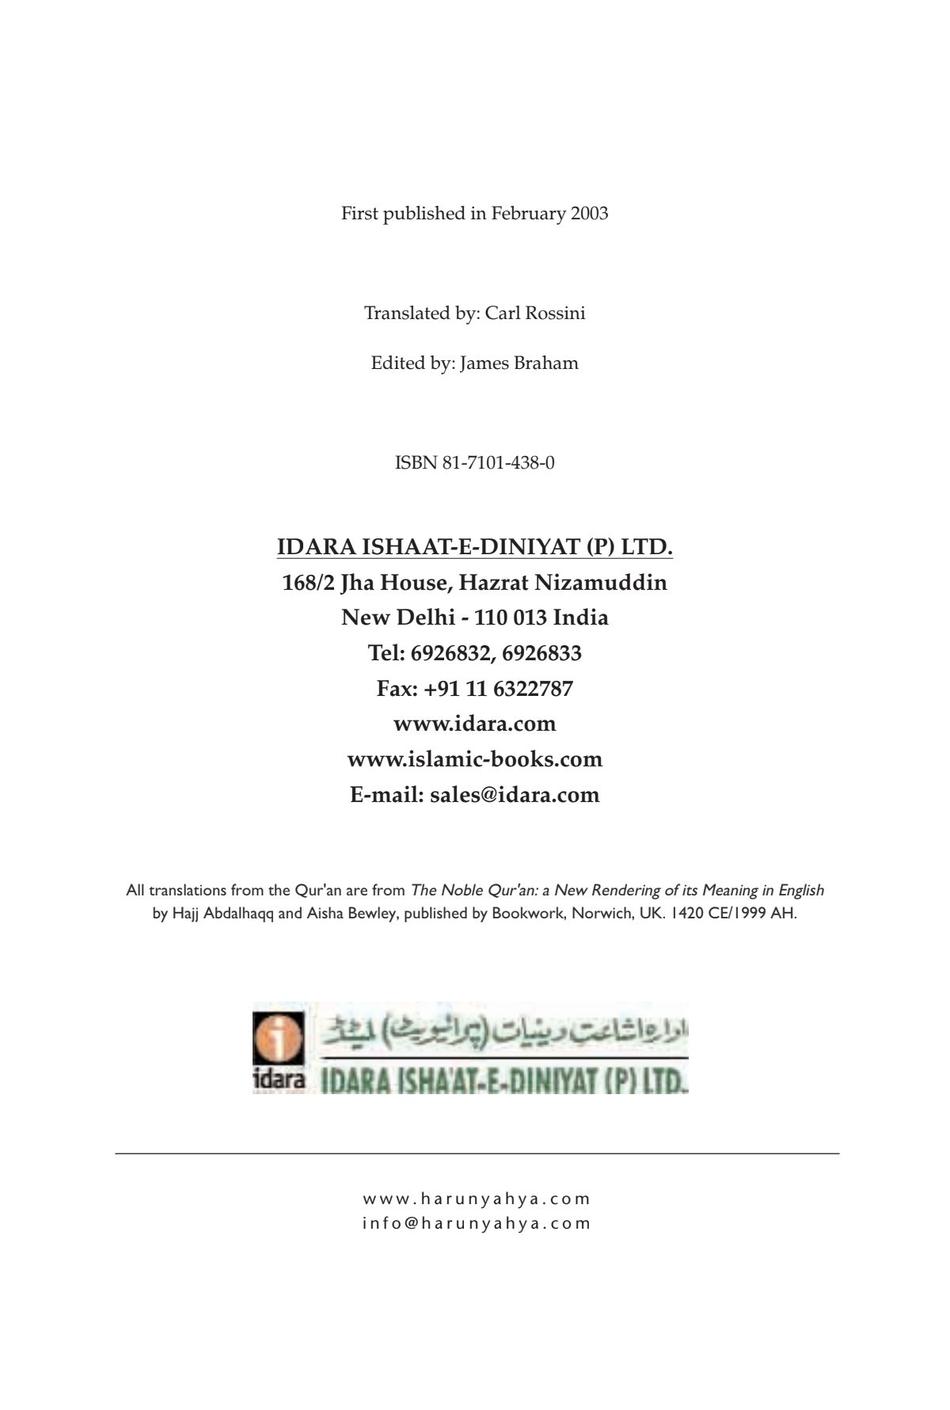 First published in February 2003
Translated by: Carl Rossini
Edited by: James Braham
ISBN 81-7101-438-0
IDARA ISHAAT-E-DINIYAT (P) LTD.
168/2 Jha House, Hazrat Nizamuddin
New Delhi - 110 013 India
Tel: 6926832, 6926833
Fax: +91 11 6322787
www.idara.com
www.islamic-books.com
E-mail: sales@idara.com
All translations from the Qur'an are from The Noble Qur'an: a New Rendering of its Meaning in English
by Hajj Abdalhaqq and Aisha Bewley, published by Bookwork, Norwich, UK. 1420 CE/1999 AH.
ادارہ اشاعت دینیات (پرائیویٹ) لمیٹڈ
idara IDARA ISHA'AT-E-DINIYAT (P) LTD.
www.harunyahya.com
info@harunyahya.com